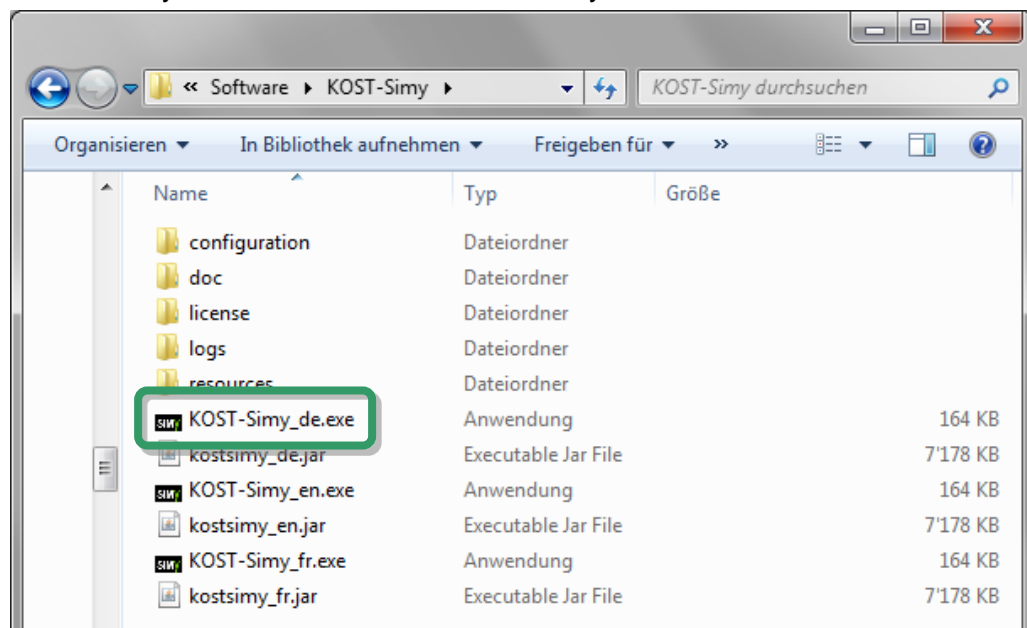 « Software ▸ KOST-Simy ▸ KOST-Simy durchsuchen
Organisieren ▼ In Bibliothek aufnehmen ▼ Freigeben für ▼ »
Name Typ Größe
configuration Dateiordner
doc Dateiordner
license Dateiordner
logs Dateiordner
resources Dateiordner
SIMY KOST-Simy_de.exe Anwendung 164 KB
kostsimy_de.jar Executable Jar File 7'178 KB
SIMY KOST-Simy_en.exe Anwendung 164 KB
kostsimy_en.jar Executable Jar File 7'178 KB
SIMY KOST-Simy_fr.exe Anwendung 164 KB
kostsimy_fr.jar Executable Jar File 7'178 KB